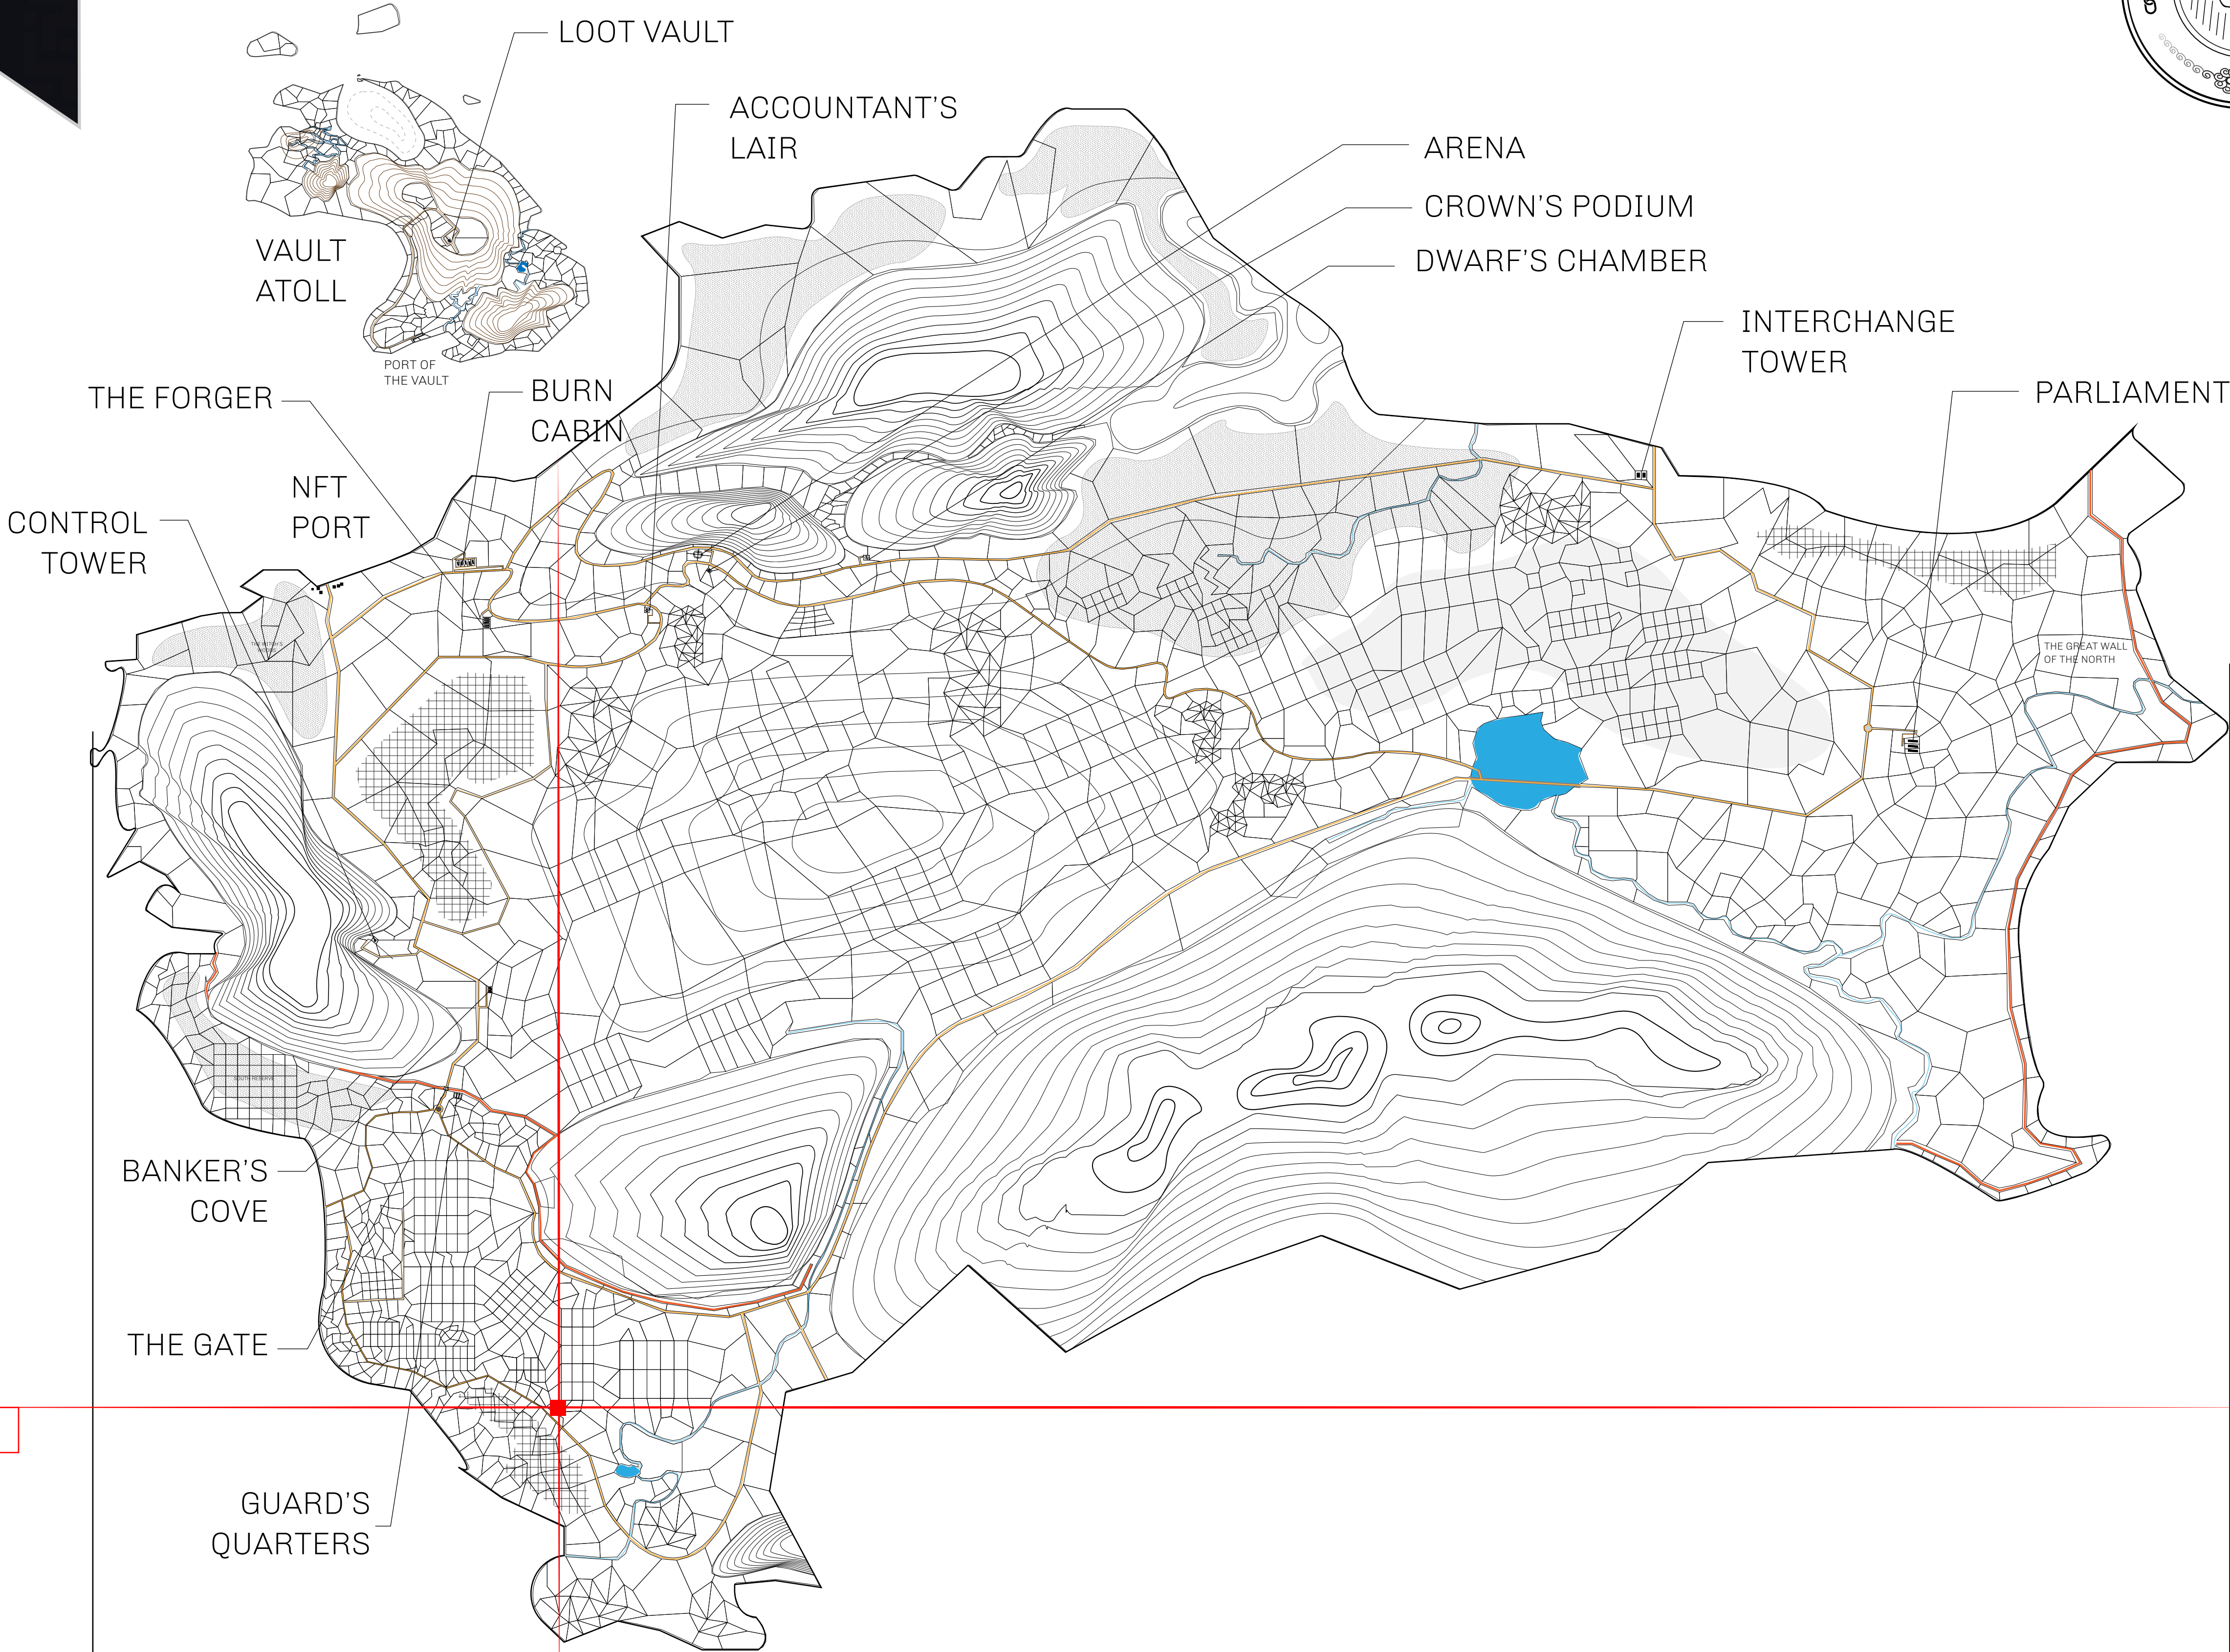 LOOT VAULT
ACCOUNTANT'S
LAIR
ARENA
CROWN'S PODIUM
DWARF'S CHAMBER
VAULT
ATOLL
INTERCHANGE
TOWER
PORT OF
THE VAULT
THE FORGER
BURN
CABIN
PARLIAMENT
NFT
PORT
CONTROL
TOWER
THE GREAT WALL
OF THE NORTH
SOUTH RESERVE
BANKER'S
COVE
THE GATE
GUARD'S
QUARTERS